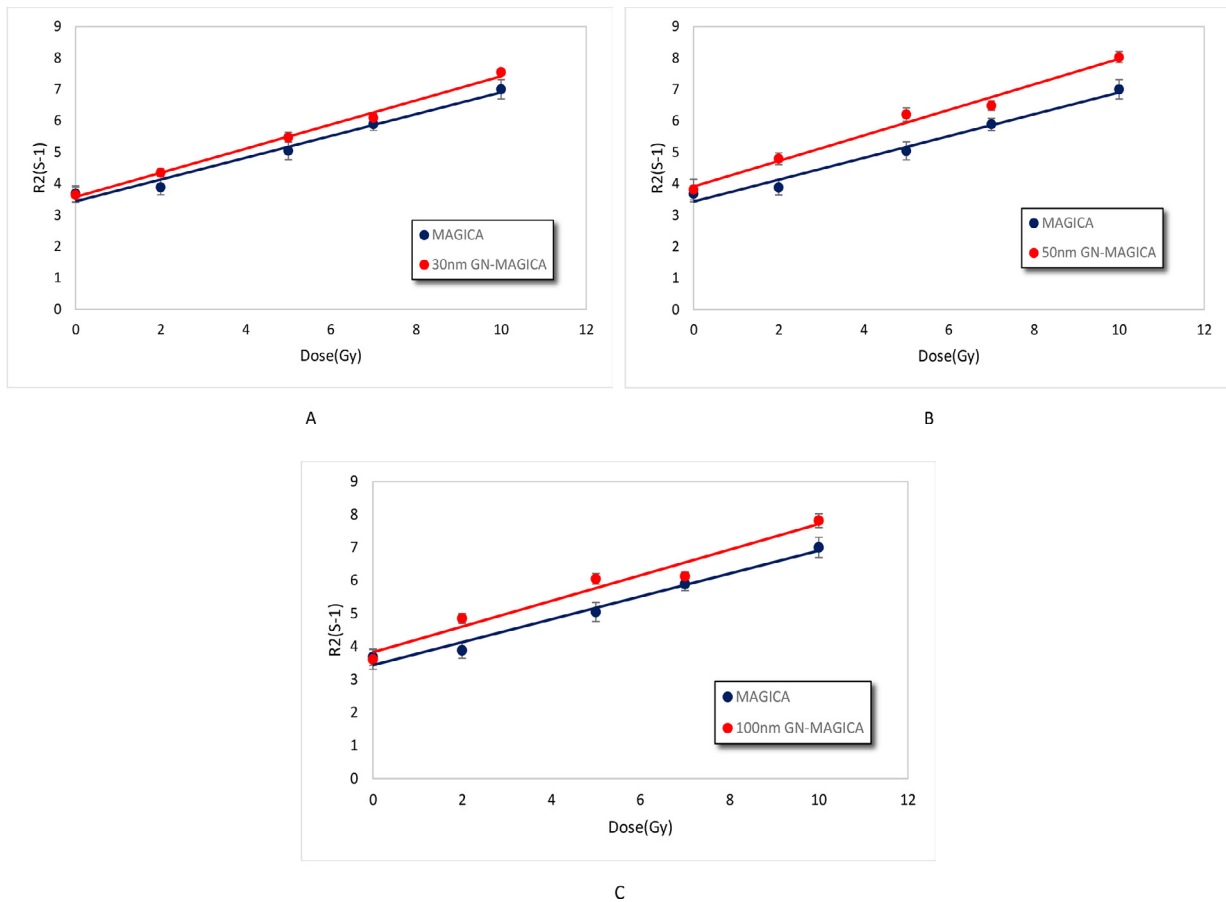 9
8
7
6
5
4
3
2
1
0
R2(S-1)
MAGICA
30nm GN-MAGICA
0 2 4 6 8 10 12
Dose(Gy)
A
9
8
7
6
5
4
3
2
1
0
R2(S-1)
MAGICA
50nm GN-MAGICA
0 2 4 6 8 10 12
Dose(Gy)
B
9
8
7
6
5
4
3
2
1
0
R2(S-1)
MAGICA
100nm GN-MAGICA
0 2 4 6 8 10 12
Dose(Gy)
C